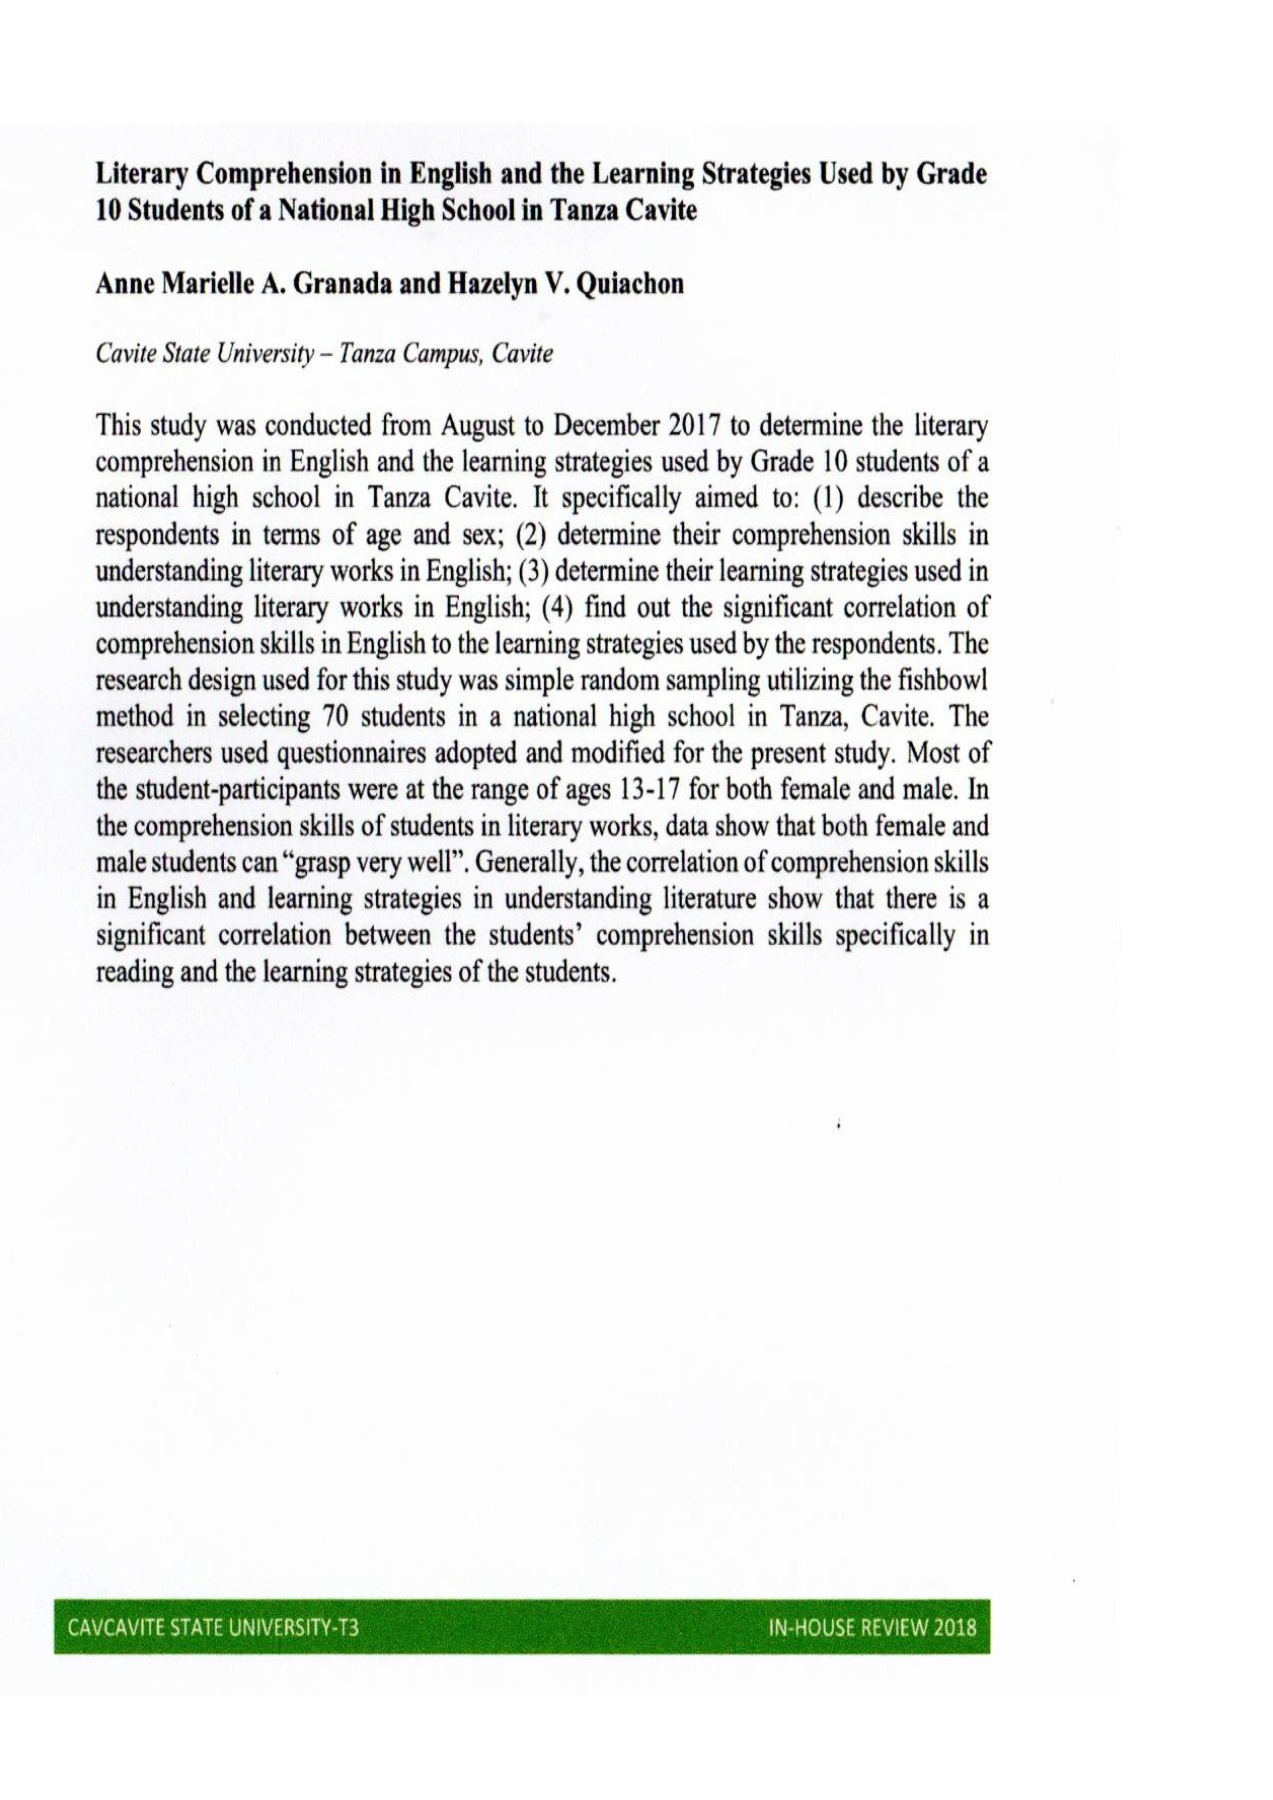 Literary Comprehension in English and the Learning Strategies Used by Grade
10 Students of a National High School in Tanza Cavite
Anne Marielle A. Granada and Hazelyn V. Quiachon
Cavite State University – Tanza Campus, Cavite
This study was conducted from August to December 2017 to determine the literary
comprehension in English and the learning strategies used by Grade 10 students of a
national high school in Tanza Cavite. It specifically aimed to: (1) describe the
respondents in terms of age and sex; (2) determine their comprehension skills in
understanding literary works in English; (3) determine their learning strategies used in
understanding literary works in English; (4) find out the significant correlation of
comprehension skills in English to the learning strategies used by the respondents. The
research design used for this study was simple random sampling utilizing the fishbowl
method in selecting 70 students in a national high school in Tanza, Cavite. The
researchers used questionnaires adopted and modified for the present study. Most of
the student-participants were at the range of ages 13-17 for both female and male. In
the comprehension skills of students in literary works, data show that both female and
male students can “grasp very well”. Generally, the correlation of comprehension skills
in English and learning strategies in understanding literature show that there is a
significant correlation between the students’ comprehension skills specifically in
reading and the learning strategies of the students.
CAVCAVITE STATE UNIVERSITY-T3
IN-HOUSE REVIEW 2018